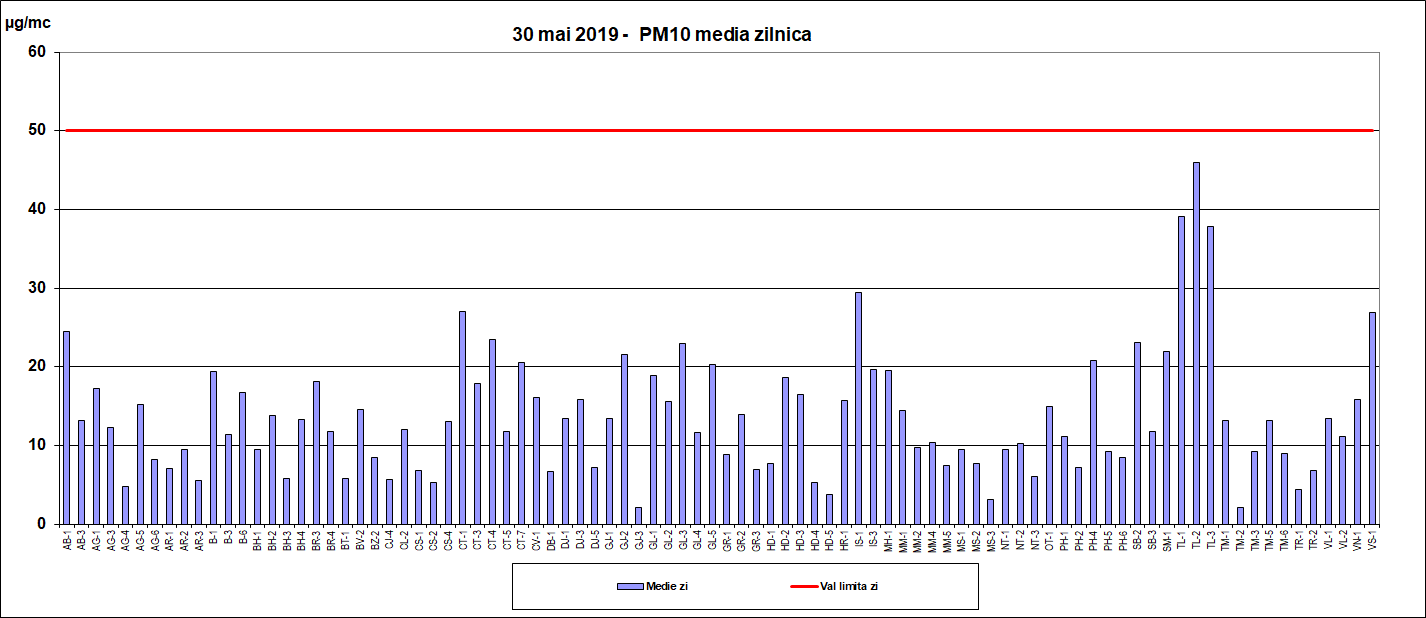 µg/mc
30 mai 2019 - PM10 media zilnica
60
50
40
30
20
10
0
AB-1 AB-3 AG-1 AG-3 AG-4 AG-5 AG-6 AR-1 AR-2 AR-3 B-1 B-3 B-6 BH-1 BH-2 BH-3 BH-4 BR-3 BR-4 BT-1 BV-2 BZ-2 CJ-4 CL-2 CS-1 CS-2 CS-4 CT-1 CT-3 CT-4 CT-5 CT-7 CV-1 DB-1 DJ-1 DJ-3 DJ-5 GJ-1 GJ-2 GJ-3 GL-1 GL-2 GL-3 GL-4 GL-5 GR-1 GR-2 GR-3 HD-1 HD-2 HD-3 HD-4 HD-5 HR-1 IS-1 IS-3 MH-1 MM-1 MM-2 MM-4 MM-5 MS-1 MS-2 MS-3 NT-1 NT-2 NT-3 OT-1 PH-1 PH-2 PH-4 PH-5 PH-6 SB-2 SB-3 SM-1 TL-1 TL-2 TL-3 TM-1 TM-2 TM-3 TM-5 TM-6 TR-1 TR-2 VL-1 VL-2 VN-1 VS-1
Medie zi
Val limita zi